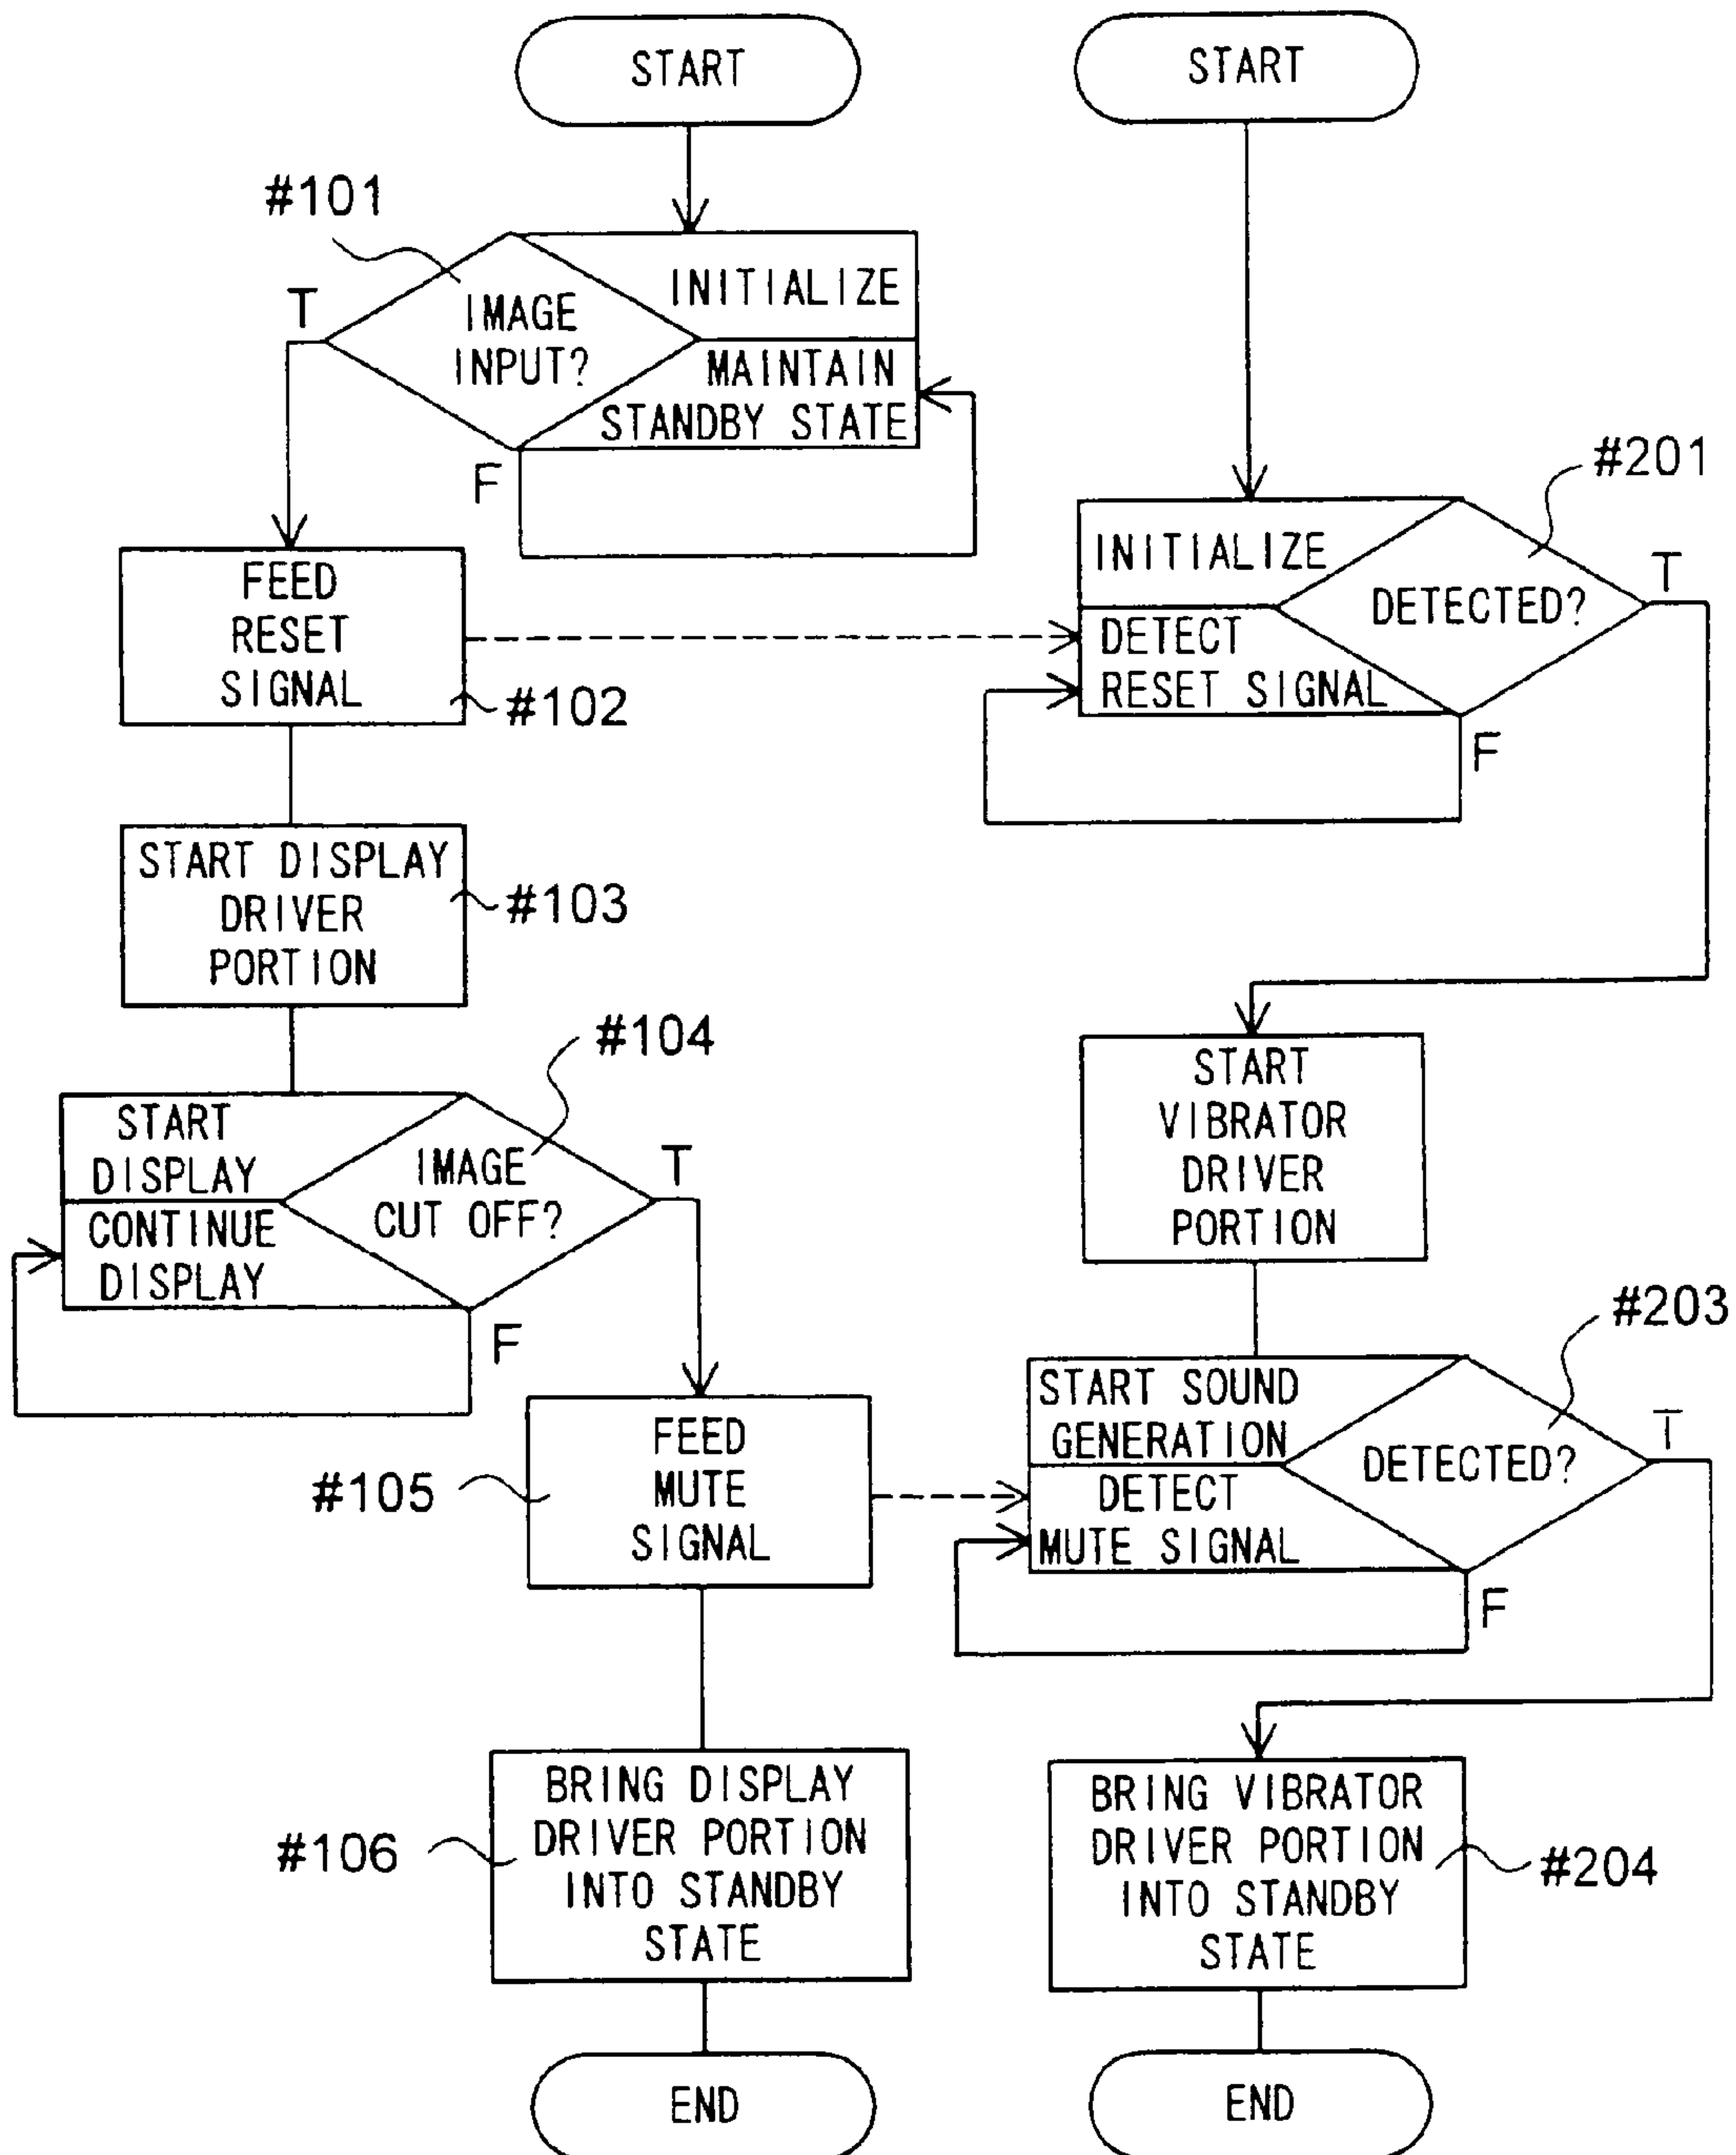 START
#101
T
IMAGE
INPUT?
INITIALIZE
MAINTAIN
STANDBY STATE
F
FEED
RESET
SIGNAL
#102
START DISPLAY
DRIVER
PORTION
#103
START
DISPLAY
CONTINUE
DISPLAY
IMAGE
CUT OFF?
#104
T
F
FEED
MUTE
SIGNAL
#105
BRING DISPLAY
DRIVER PORTION
INTO STANDBY
STATE
#106
END
START
INITIALIZE
DETECT
RESET SIGNAL
DETECTED?
#201
T
F
START
VIBRATOR
DRIVER
PORTION
START SOUND
GENERATION
DETECT
MUTE SIGNAL
DETECTED?
#203
T
F
BRING VIBRATOR
DRIVER PORTION
INTO STANDBY
STATE
#204
END